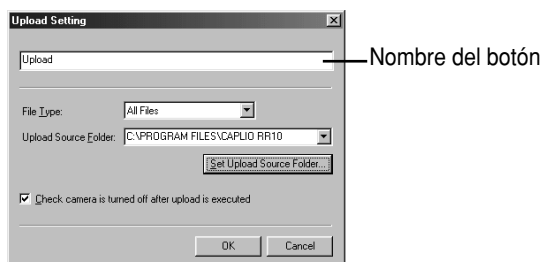 Upload Setting
Upload
Nombre del botón
File Type: All Files
Upload Source Folder: C:\PROGRAM FILES\CAPLIO RR10
Set Upload Source Folder...
Check camera is turned off after upload is executed
OK Cancel